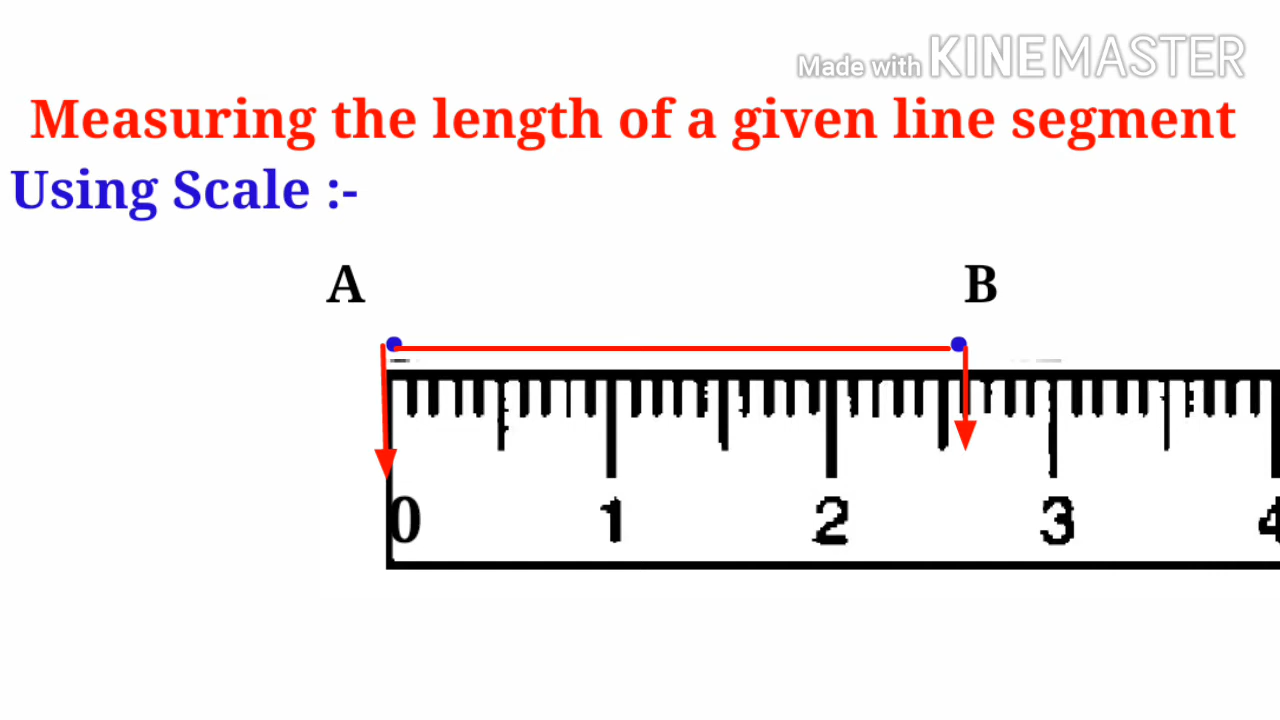 Made with KINEMASTER
Measuring the length of a given line segment
Using Scale :-
A B
0 1 2 3 4